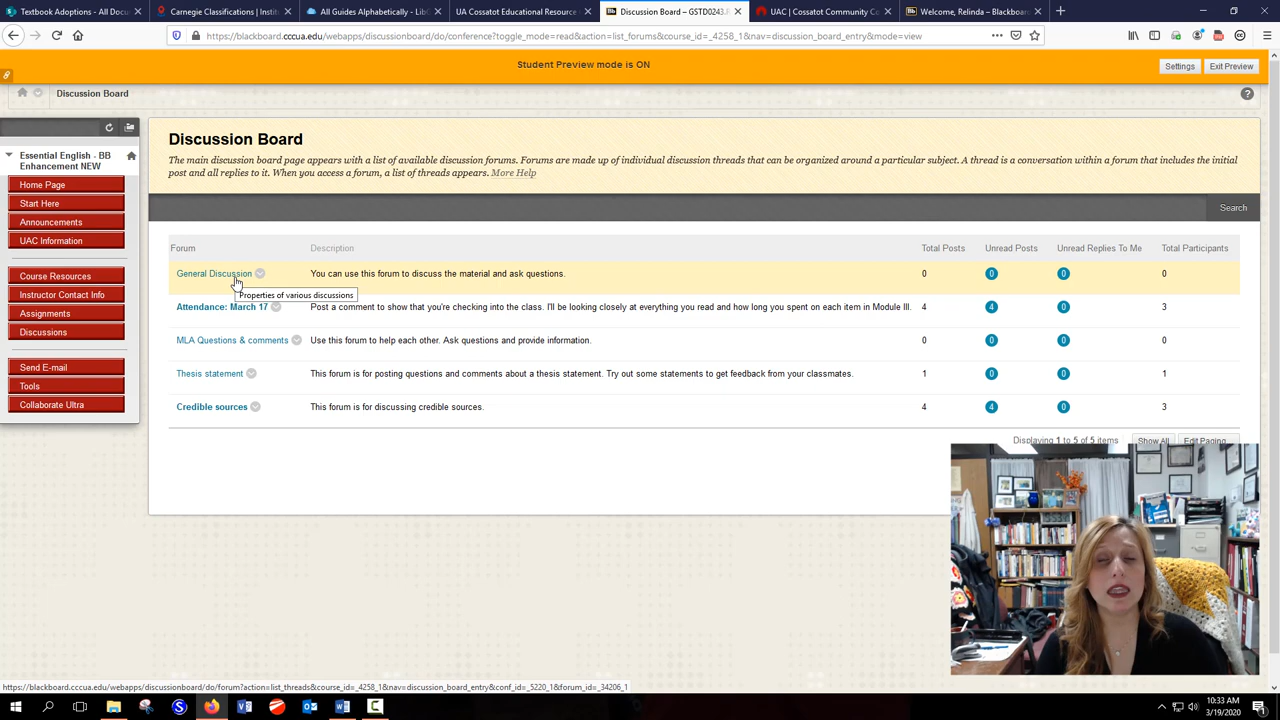 Textbook Adoptions - All Docu
Carnegie Classifications | Instit
All Guides Alphabetically - LibG
UA Cossatot Educational Resource
Discussion Board – GSTD0243.F
UAC | Cossatot Community Co
Welcome, Relinda – Blackboard
https://blackboard.cccua.edu/webapps/discussionboard/do/conference?toggle_mode=read&action=list_forums&course_id=_4258_1&nav=discussion_board_entry&mode=view
Student Preview mode is ON
Settings
Exit Preview
Discussion Board
Essential English - BB
Enhancement NEW
Home Page
Start Here
Announcements
UAC Information
Course Resources
Instructor Contact Info
Assignments
Discussions
Send E-mail
Tools
Collaborate Ultra
Discussion Board
The main discussion board page appears with a list of available discussion forums. Forums are made up of individual discussion threads that can be organized around a particular subject. A thread is a conversation within a forum that includes the initial
post and all replies to it. When you access a forum, a list of threads appears. More Help
Search
Forum Description Total Posts Unread Posts Unread Replies To Me Total Participants
General Discussion You can use this forum to discuss the material and ask questions. 0 0 0 0
Properties of various discussions
Attendance: March 17 Post a comment to show that you're checking into the class. I'll be looking closely at everything you read and how long you spent on each item in Module III. 4 4 0 3
MLA Questions & comments Use this forum to help each other. Ask questions and provide information. 0 0 0 0
Thesis statement This forum is for posting questions and comments about a thesis statement. Try out some statements to get feedback from your classmates. 1 0 0 1
Credible sources This forum is for discussing credible sources. 4 4 0 3
Displaying 1 to 5 of 5 items Show All Edit Paging...
https://blackboard.cccua.edu/webapps/discussionboard/do/forum?action=list_threads&course_id=_4258_1&nav=discussion_board_entry&conf_id=_5220_1&forum_id=_34206_1
10:33 AM
3/19/2020